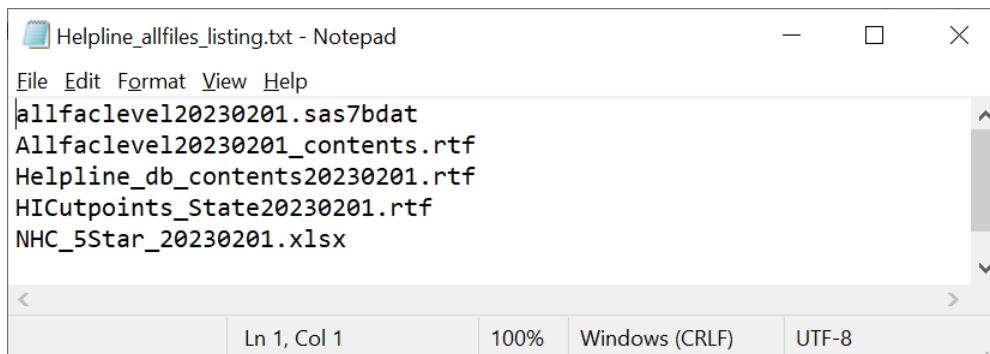 Helpline_allfiles_listing.txt - Notepad
File Edit Format View Help
allfaclevel20230201.sas7bdat
Allfaclevel20230201_contents.rtf
Helpline_db_contents20230201.rtf
HICutpoints_State20230201.rtf
NHC_5Star_20230201.xlsx
Ln 1, Col 1 100% Windows (CRLF) UTF-8